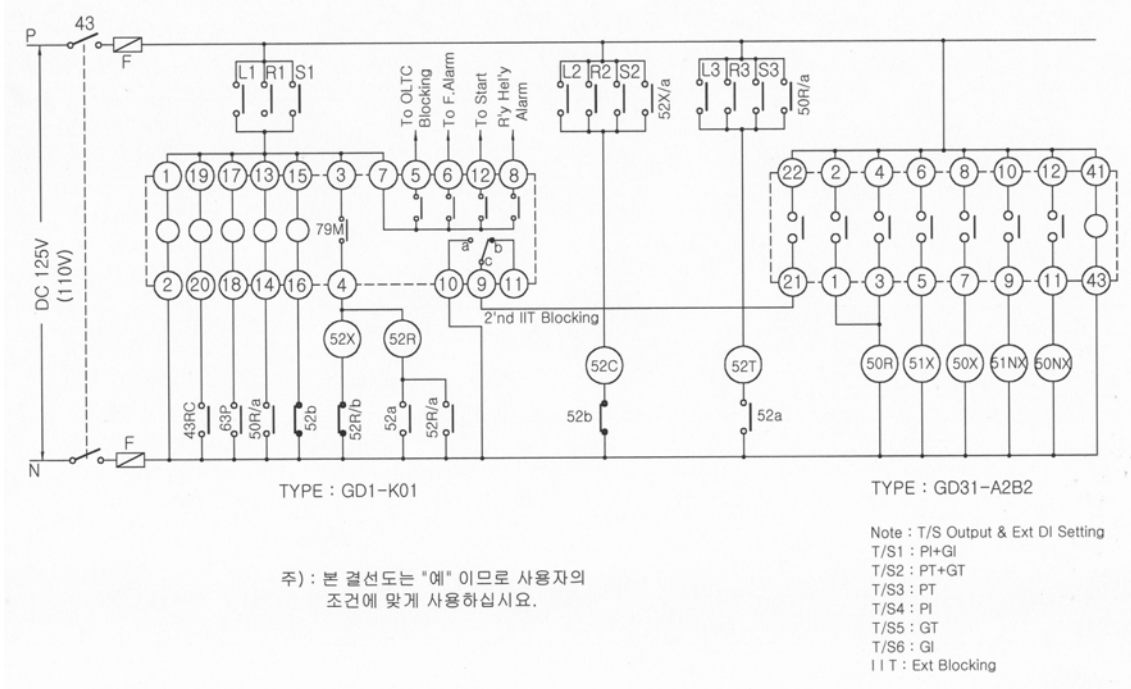 43
P
F
L1 R1 S1
To OLTC Blocking
To F.Alarm
To Start
R'y Hel'y Alarm
L2 R2 S2
52X/a
L3 R3 S3
50R/a
1 19 17 13 15 3 7 5 6 12 8
22 2 4 6 8 10 12 41
79M
a b
c
DC 125V
(110V)
2 20 18 14 16 4 10 9 11
21 1 3 5 7 9 11 43
2'nd IIT Blocking
52X 52R
52C
52T
50R 51X 50X 51NX 50NX
43RC
63P
50R/a
52b
52R/b
52a
52R/a
52b
52a
F
N
TYPE : GD1-K01
TYPE : GD31-A2B2
Note : T/S Output & Ext DI Setting
T/S1 : PI+GI
T/S2 : PT+GT
T/S3 : PT
T/S4 : PI
T/S5 : GT
T/S6 : GI
I I T : Ext Blocking
주) : 본 결선도는 "예" 이므로 사용자의
조건에 맞게 사용하십시요.